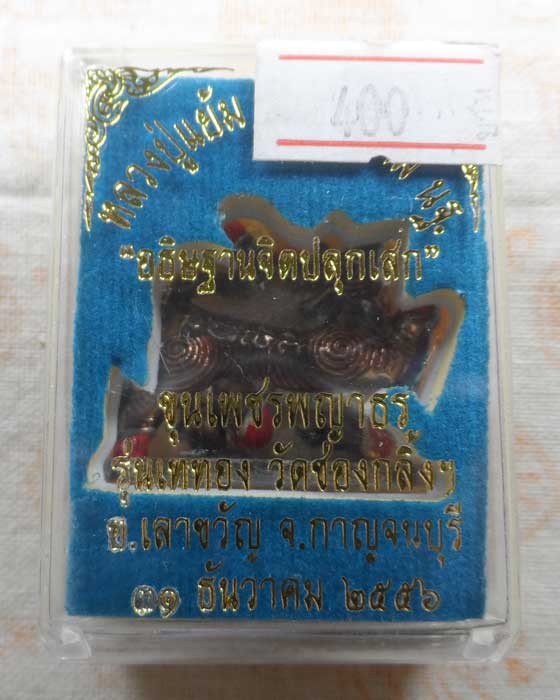 400
หลวงปู่แย้ม
"อธิษฐานจิตปลุกเสก"
ขุนเพชรพญาธร
รุ่นเททอง วัดช่องกลิ้งฯ
อ.เลาขวัญ จ.กาญจนบุรี
๓๑ ธันวาคม ๒๕๕๖